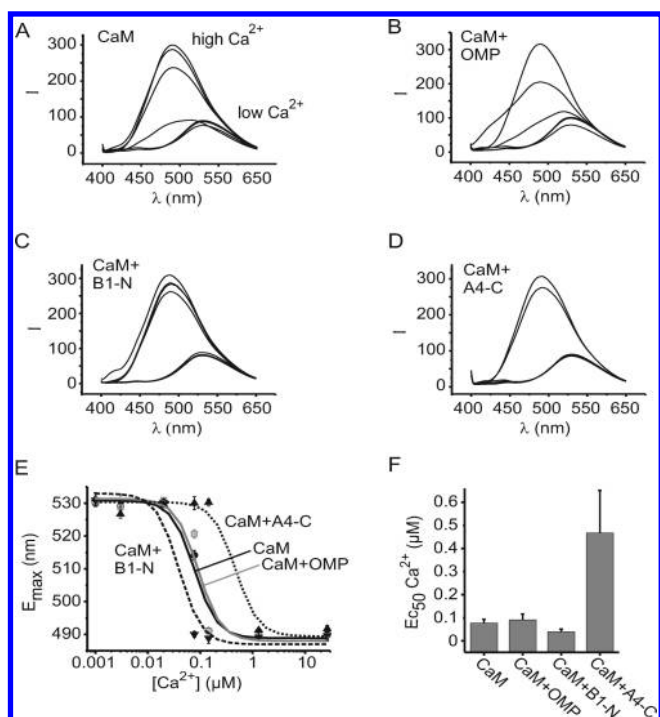 A
CaM
high Ca²⁺
low Ca²⁺
I
300
200
100
0
400 450 500 550 600 650
λ (nm)
B
CaM+
OMP
I
300
200
100
0
400 450 500 550 600 650
λ (nm)
C
CaM+
B1-N
I
300
200
100
0
400 450 500 550 600 650
λ (nm)
D
CaM+
A4-C
I
300
200
100
0
400 450 500 550 600 650
λ (nm)
E
Eₘₐₓ (nm)
530
520
510
500
490
CaM+A4-C
CaM
CaM+OMP
CaM+
B1-N
0.001 0.01 0.1 1 10
[Ca²⁺] (µM)
F
Ec₅₀ Ca²⁺ (µM)
0.6
0.5
0.4
0.3
0.2
0.1
0
CaM
CaM+OMP
CaM+B1-N
CaM+A4-C